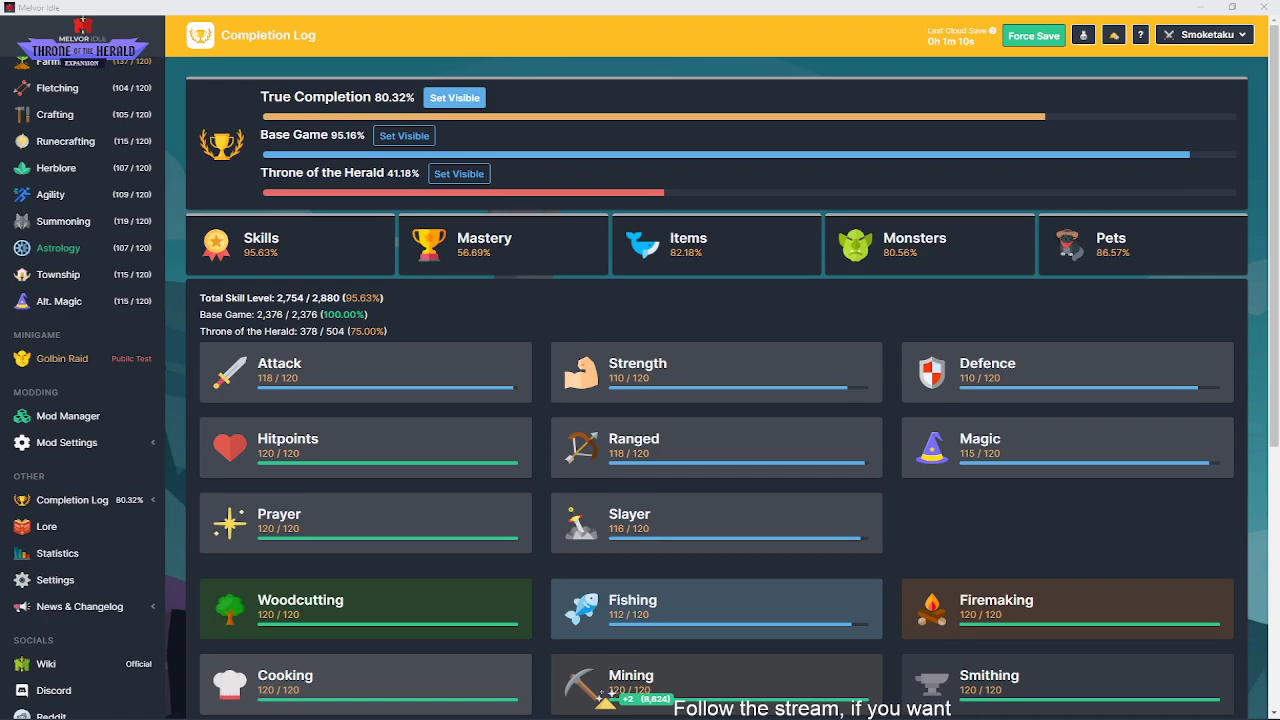 Melvor Idle
MELVOR IDLE
THRONE OF THE HERALD
EXPANSION
Farm (137 / 120)
Fletching (104 / 120)
Crafting (105 / 120)
Runecrafting (115 / 120)
Herblore (107 / 120)
Agility (109 / 120)
Summoning (119 / 120)
Astrology (107 / 120)
Township (115 / 120)
Alt. Magic (115 / 120)
MINIGAME
Golbin Raid Public Test
MODDING
Mod Manager
Mod Settings
OTHER
Completion Log 80.32%
Lore
Statistics
Settings
News & Changelog
SOCIALS
Wiki Official
Discord
Reddit
Completion Log
Last Cloud Save ?
0h 1m 10s
Force Save
?
Smoketaku
True Completion 80.32% Set Visible
Base Game 95.16% Set Visible
Throne of the Herald 41.18% Set Visible
Skills
95.63%
Mastery
56.69%
Items
82.18%
Monsters
80.56%
Pets
86.57%
Total Skill Level: 2,754 / 2,880 (95.63%)
Base Game: 2,376 / 2,376 (100.00%)
Throne of the Herald: 378 / 504 (75.00%)
Attack
118 / 120
Strength
110 / 120
Defence
110 / 120
Hitpoints
120 / 120
Ranged
118 / 120
Magic
115 / 120
Prayer
120 / 120
Slayer
116 / 120
Woodcutting
120 / 120
Fishing
112 / 120
Firemaking
120 / 120
Cooking
120 / 120
Mining
120 / 120
Smithing
120 / 120
+2 (8,624)
Follow the stream, if you want